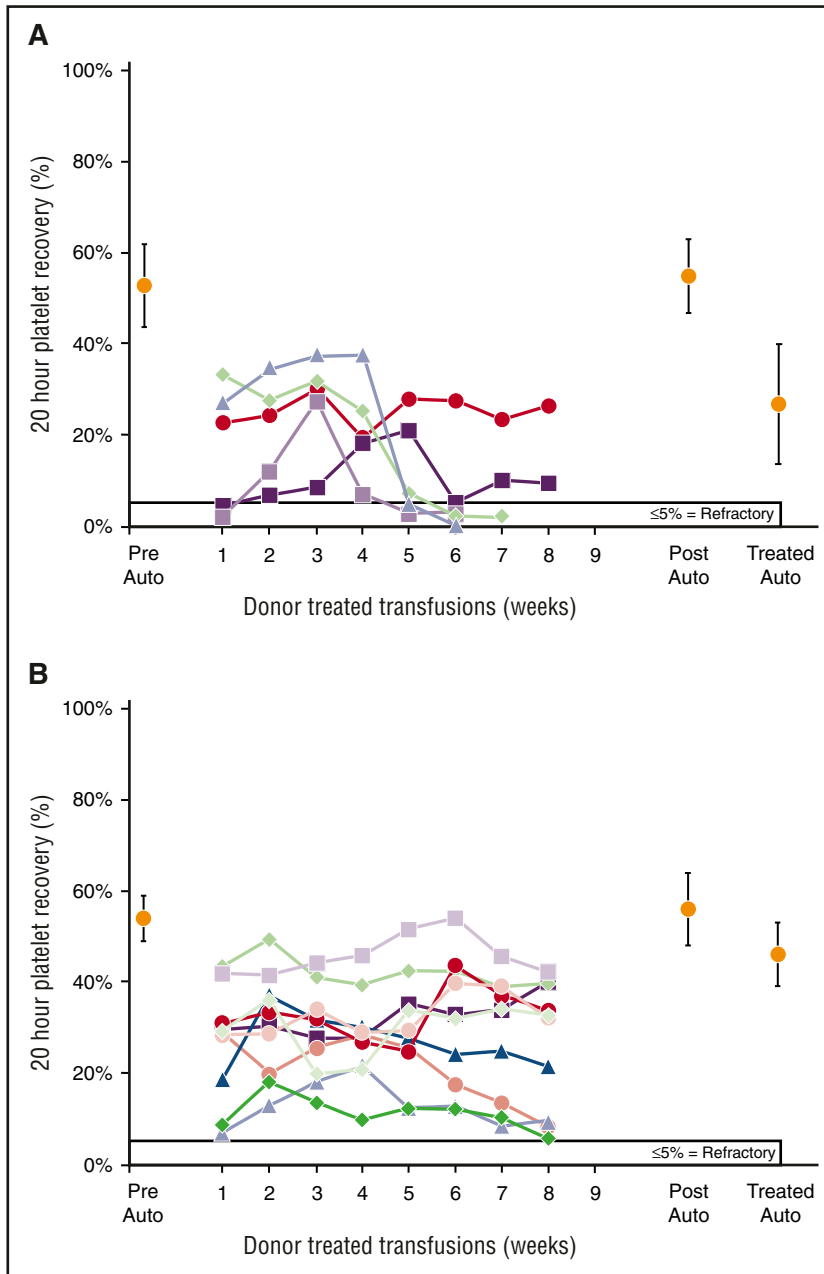 A
100%
80%
60%
40%
20%
0%
20 hour platelet recovery (%)
≤5% = Refractory
Pre Auto 1 2 3 4 5 6 7 8 9 Post Auto Treated Auto
Donor treated transfusions (weeks)
B
100%
80%
60%
40%
20%
0%
20 hour platelet recovery (%)
≤5% = Refractory
Pre Auto 1 2 3 4 5 6 7 8 9 Post Auto Treated Auto
Donor treated transfusions (weeks)